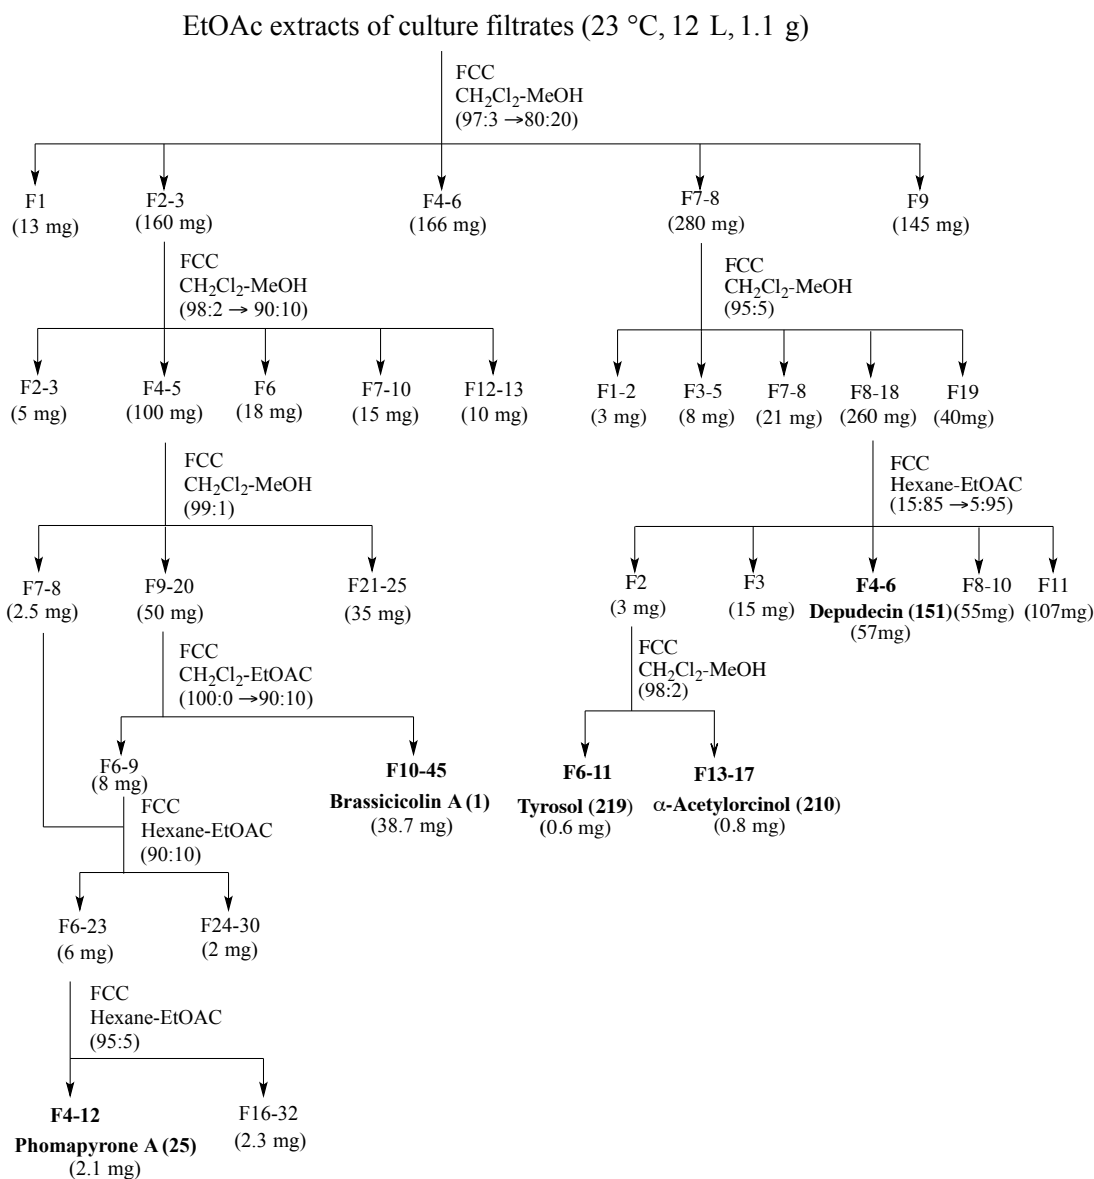 EtOAc extracts of culture filtrates (23 °C, 12 L, 1.1 g)
FCC
CH₂Cl₂-MeOH
(97:3 →80:20)
F1
(13 mg)
F2-3
(160 mg)
F4-6
(166 mg)
F7-8
(280 mg)
F9
(145 mg)
FCC
CH₂Cl₂-MeOH
(98:2 → 90:10)
FCC
CH₂Cl₂-MeOH
(95:5)
F2-3
(5 mg)
F4-5
(100 mg)
F6
(18 mg)
F7-10
(15 mg)
F12-13
(10 mg)
F1-2
(3 mg)
F3-5
(8 mg)
F7-8
(21 mg)
F8-18
(260 mg)
F19
(40mg)
FCC
CH₂Cl₂-MeOH
(99:1)
FCC
Hexane-EtOAC
(15:85 →5:95)
F7-8
(2.5 mg)
F9-20
(50 mg)
F21-25
(35 mg)
F2
(3 mg)
F3
(15 mg)
F4-6
Depudecin (151)
(57mg)
F8-10
(55mg)
F11
(107mg)
FCC
CH₂Cl₂-EtOAC
(100:0 →90:10)
FCC
CH₂Cl₂-MeOH
(98:2)
F6-9
(8 mg)
F10-45
Brassicicolin A (1)
(38.7 mg)
F6-11
Tyrosol (219)
(0.6 mg)
F13-17
α-Acetylorcinol (210)
(0.8 mg)
FCC
Hexane-EtOAC
(90:10)
F6-23
(6 mg)
F24-30
(2 mg)
FCC
Hexane-EtOAC
(95:5)
F4-12
Phomapyrone A (25)
(2.1 mg)
F16-32
(2.3 mg)